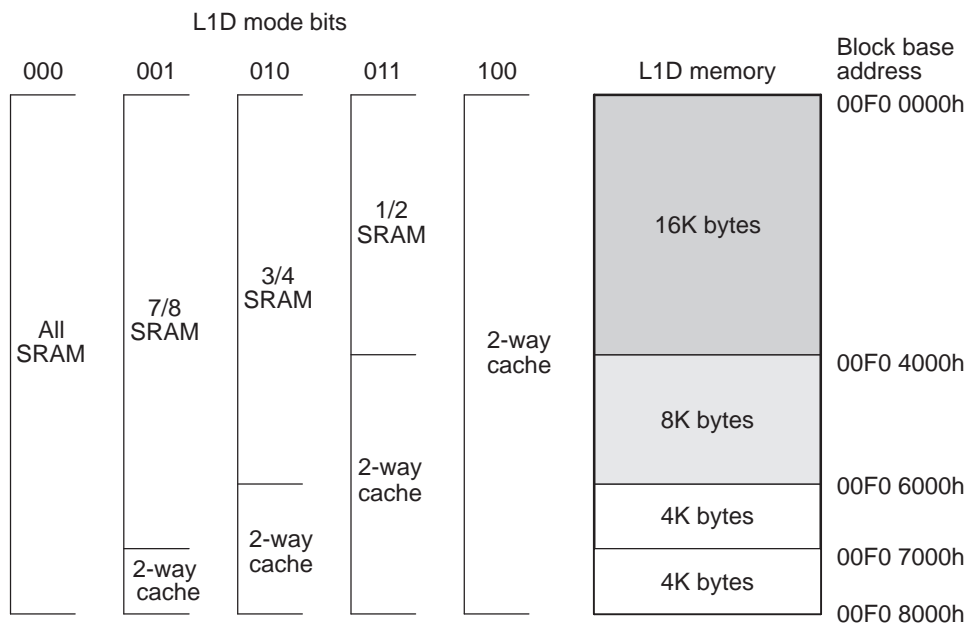 L1D mode bits
000 001 010 011 100 L1D memory
Block base
address
00F0 0000h
All
SRAM
7/8
SRAM
2-way
cache
3/4
SRAM
2-way
cache
1/2
SRAM
2-way
cache
2-way
cache
16K bytes
00F0 4000h
8K bytes
00F0 6000h
4K bytes
00F0 7000h
4K bytes
00F0 8000h